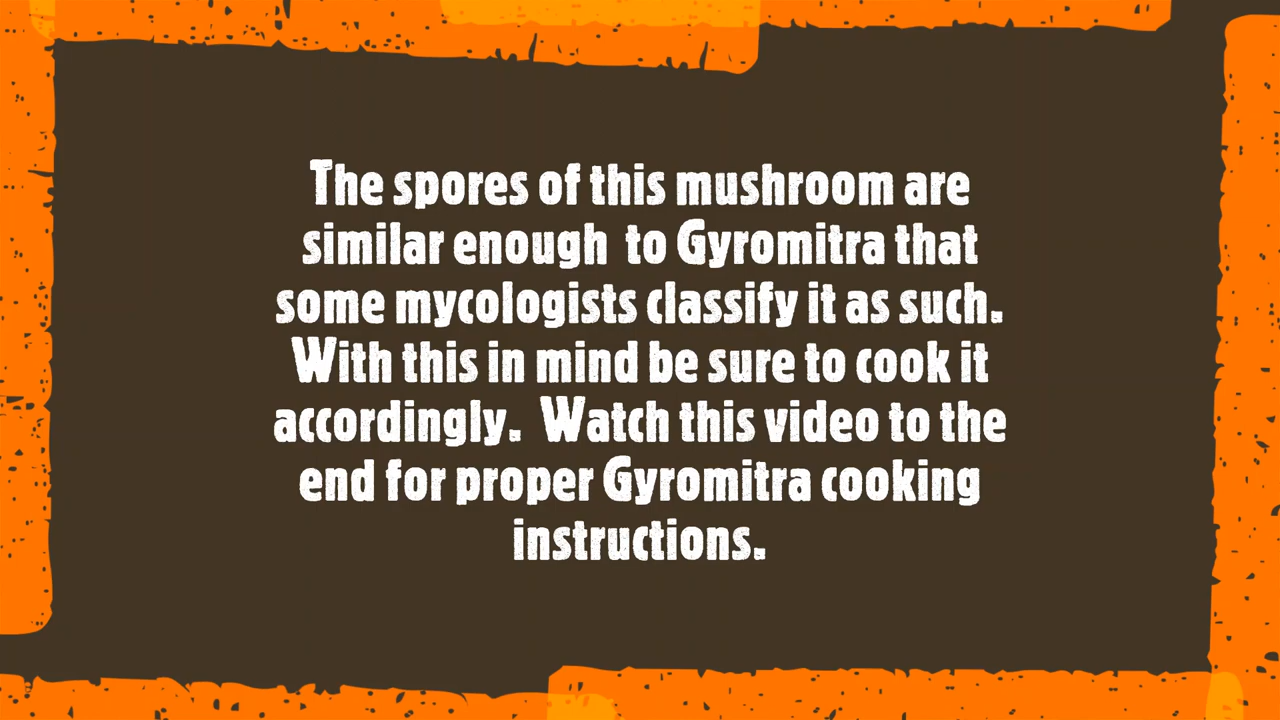 The spores of this mushroom are
similar enough to Gyromitra that
some mycologists classify it as such.
With this in mind be sure to cook it
accordingly. Watch this video to the
end for proper Gyromitra cooking
instructions.